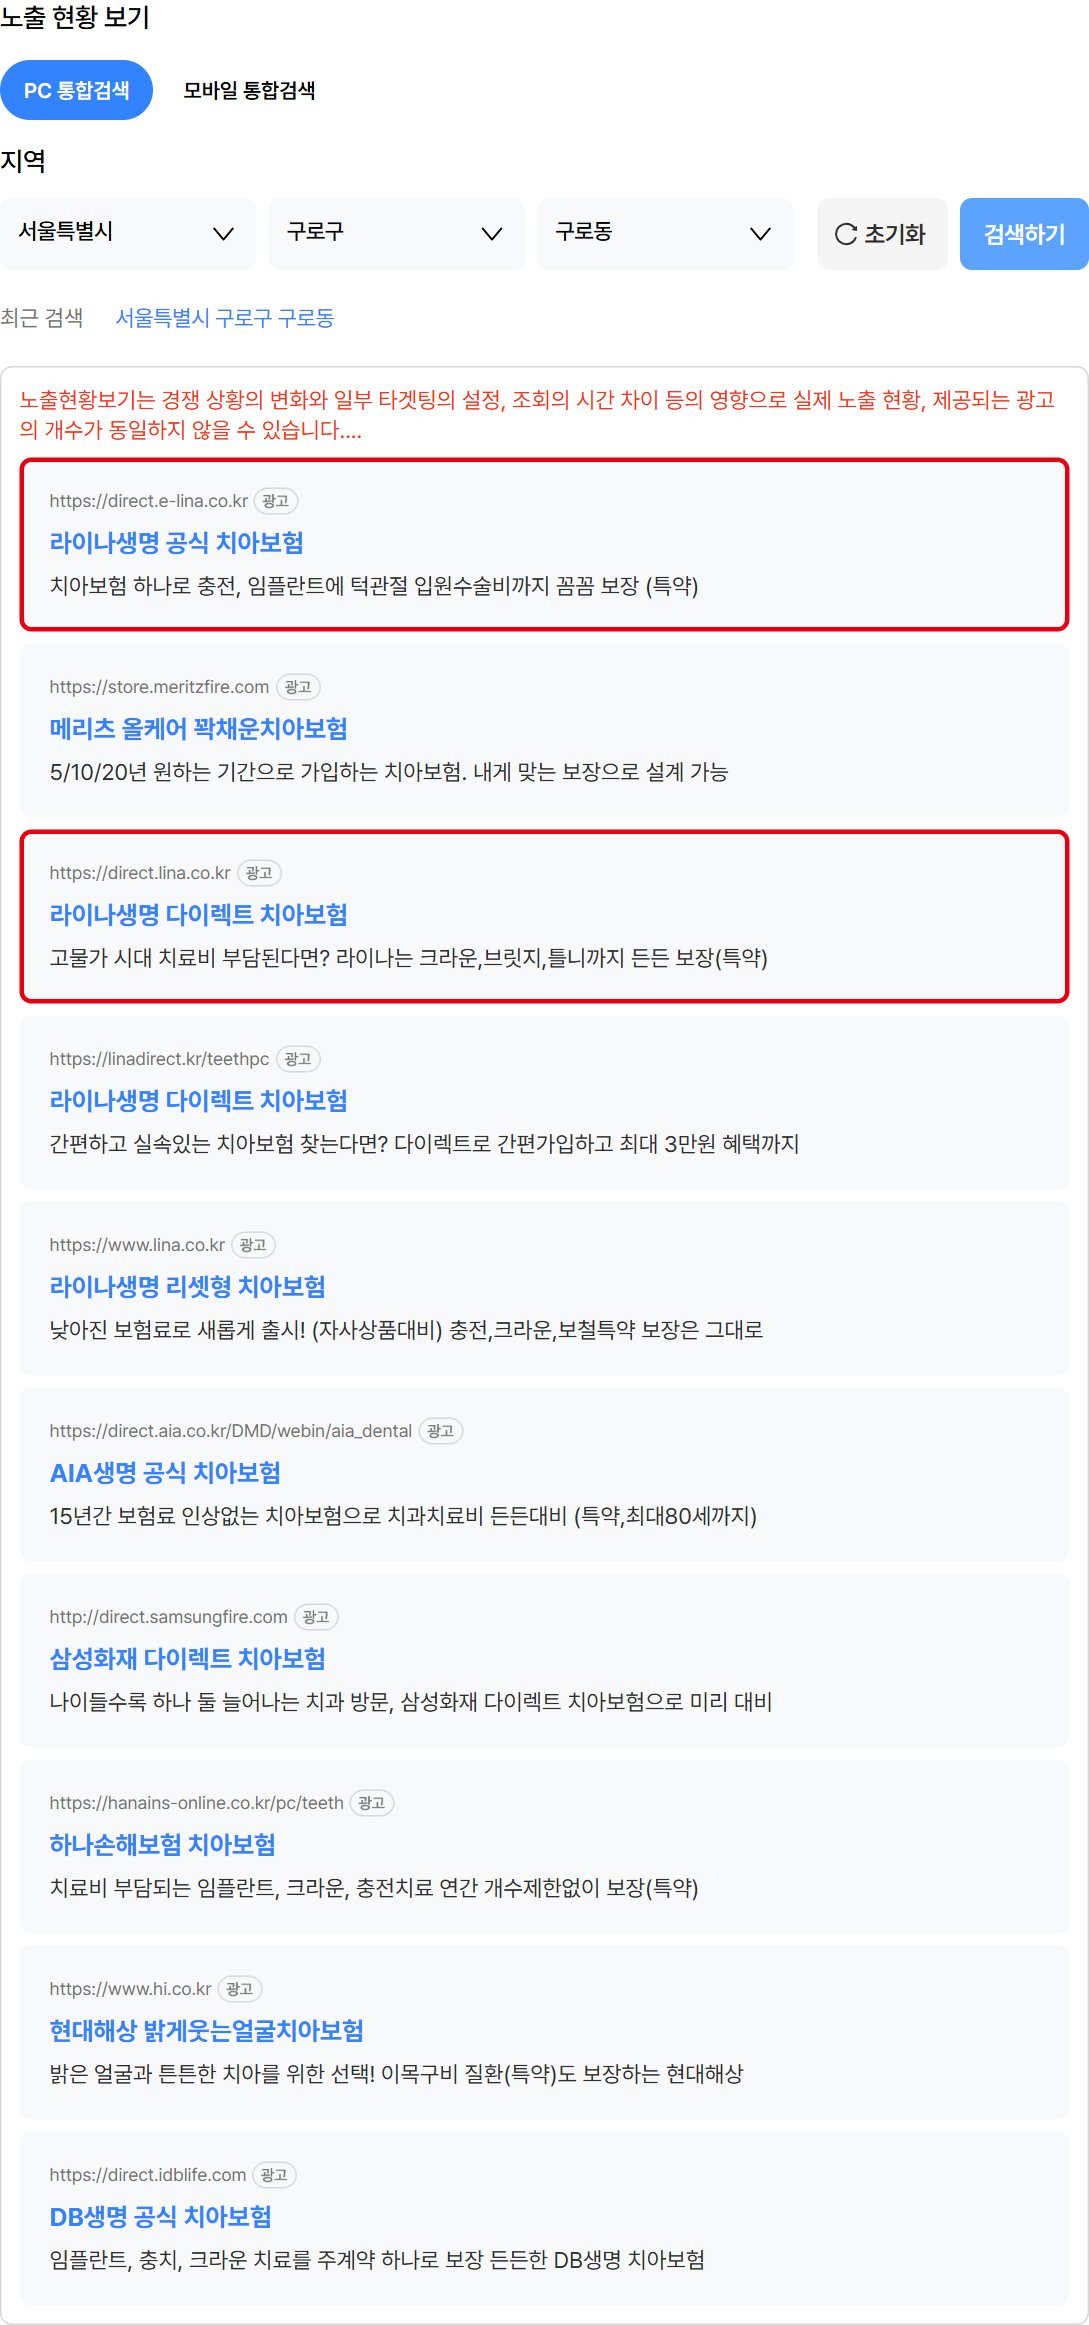 노출 현황 보기
PC 통합검색 모바일 통합검색
지역
서울특별시 구로구 구로동 초기화 검색하기
최근 검색 서울특별시 구로구 구로동
노출현황보기는 경쟁 상황의 변화와 일부 타겟팅의 설정, 조회의 시간 차이 등의 영향으로 실제 노출 현황, 제공되는 광고
의 개수가 동일하지 않을 수 있습니다....
https://direct.e-lina.co.kr 광고
라이나생명 공식 치아보험
치아보험 하나로 충전, 임플란트에 턱관절 입원수술비까지 꼼꼼 보장 (특약)
https://store.meritzfire.com 광고
메리츠 올케어 꽉채운치아보험
5/10/20년 원하는 기간으로 가입하는 치아보험. 내게 맞는 보장으로 설계 가능
https://direct.lina.co.kr 광고
라이나생명 다이렉트 치아보험
고물가 시대 치료비 부담된다면? 라이나는 크라운,브릿지,틀니까지 든든 보장(특약)
https://linadirect.kr/teethpc 광고
라이나생명 다이렉트 치아보험
간편하고 실속있는 치아보험 찾는다면? 다이렉트로 간편가입하고 최대 3만원 혜택까지
https://www.lina.co.kr 광고
라이나생명 리셋형 치아보험
낮아진 보험료로 새롭게 출시! (자사상품대비) 충전,크라운,보철특약 보장은 그대로
https://direct.aia.co.kr/DMD/webin/aia_dental 광고
AIA생명 공식 치아보험
15년간 보험료 인상없는 치아보험으로 치과치료비 든든대비 (특약,최대80세까지)
http://direct.samsungfire.com 광고
삼성화재 다이렉트 치아보험
나이들수록 하나 둘 늘어나는 치과 방문, 삼성화재 다이렉트 치아보험으로 미리 대비
https://hanains-online.co.kr/pc/teeth 광고
하나손해보험 치아보험
치료비 부담되는 임플란트, 크라운, 충전치료 연간 개수제한없이 보장(특약)
https://www.hi.co.kr 광고
현대해상 밝게웃는얼굴치아보험
밝은 얼굴과 튼튼한 치아를 위한 선택! 이목구비 질환(특약)도 보장하는 현대해상
https://direct.idblife.com 광고
DB생명 공식 치아보험
임플란트, 충치, 크라운 치료를 주계약 하나로 보장 든든한 DB생명 치아보험